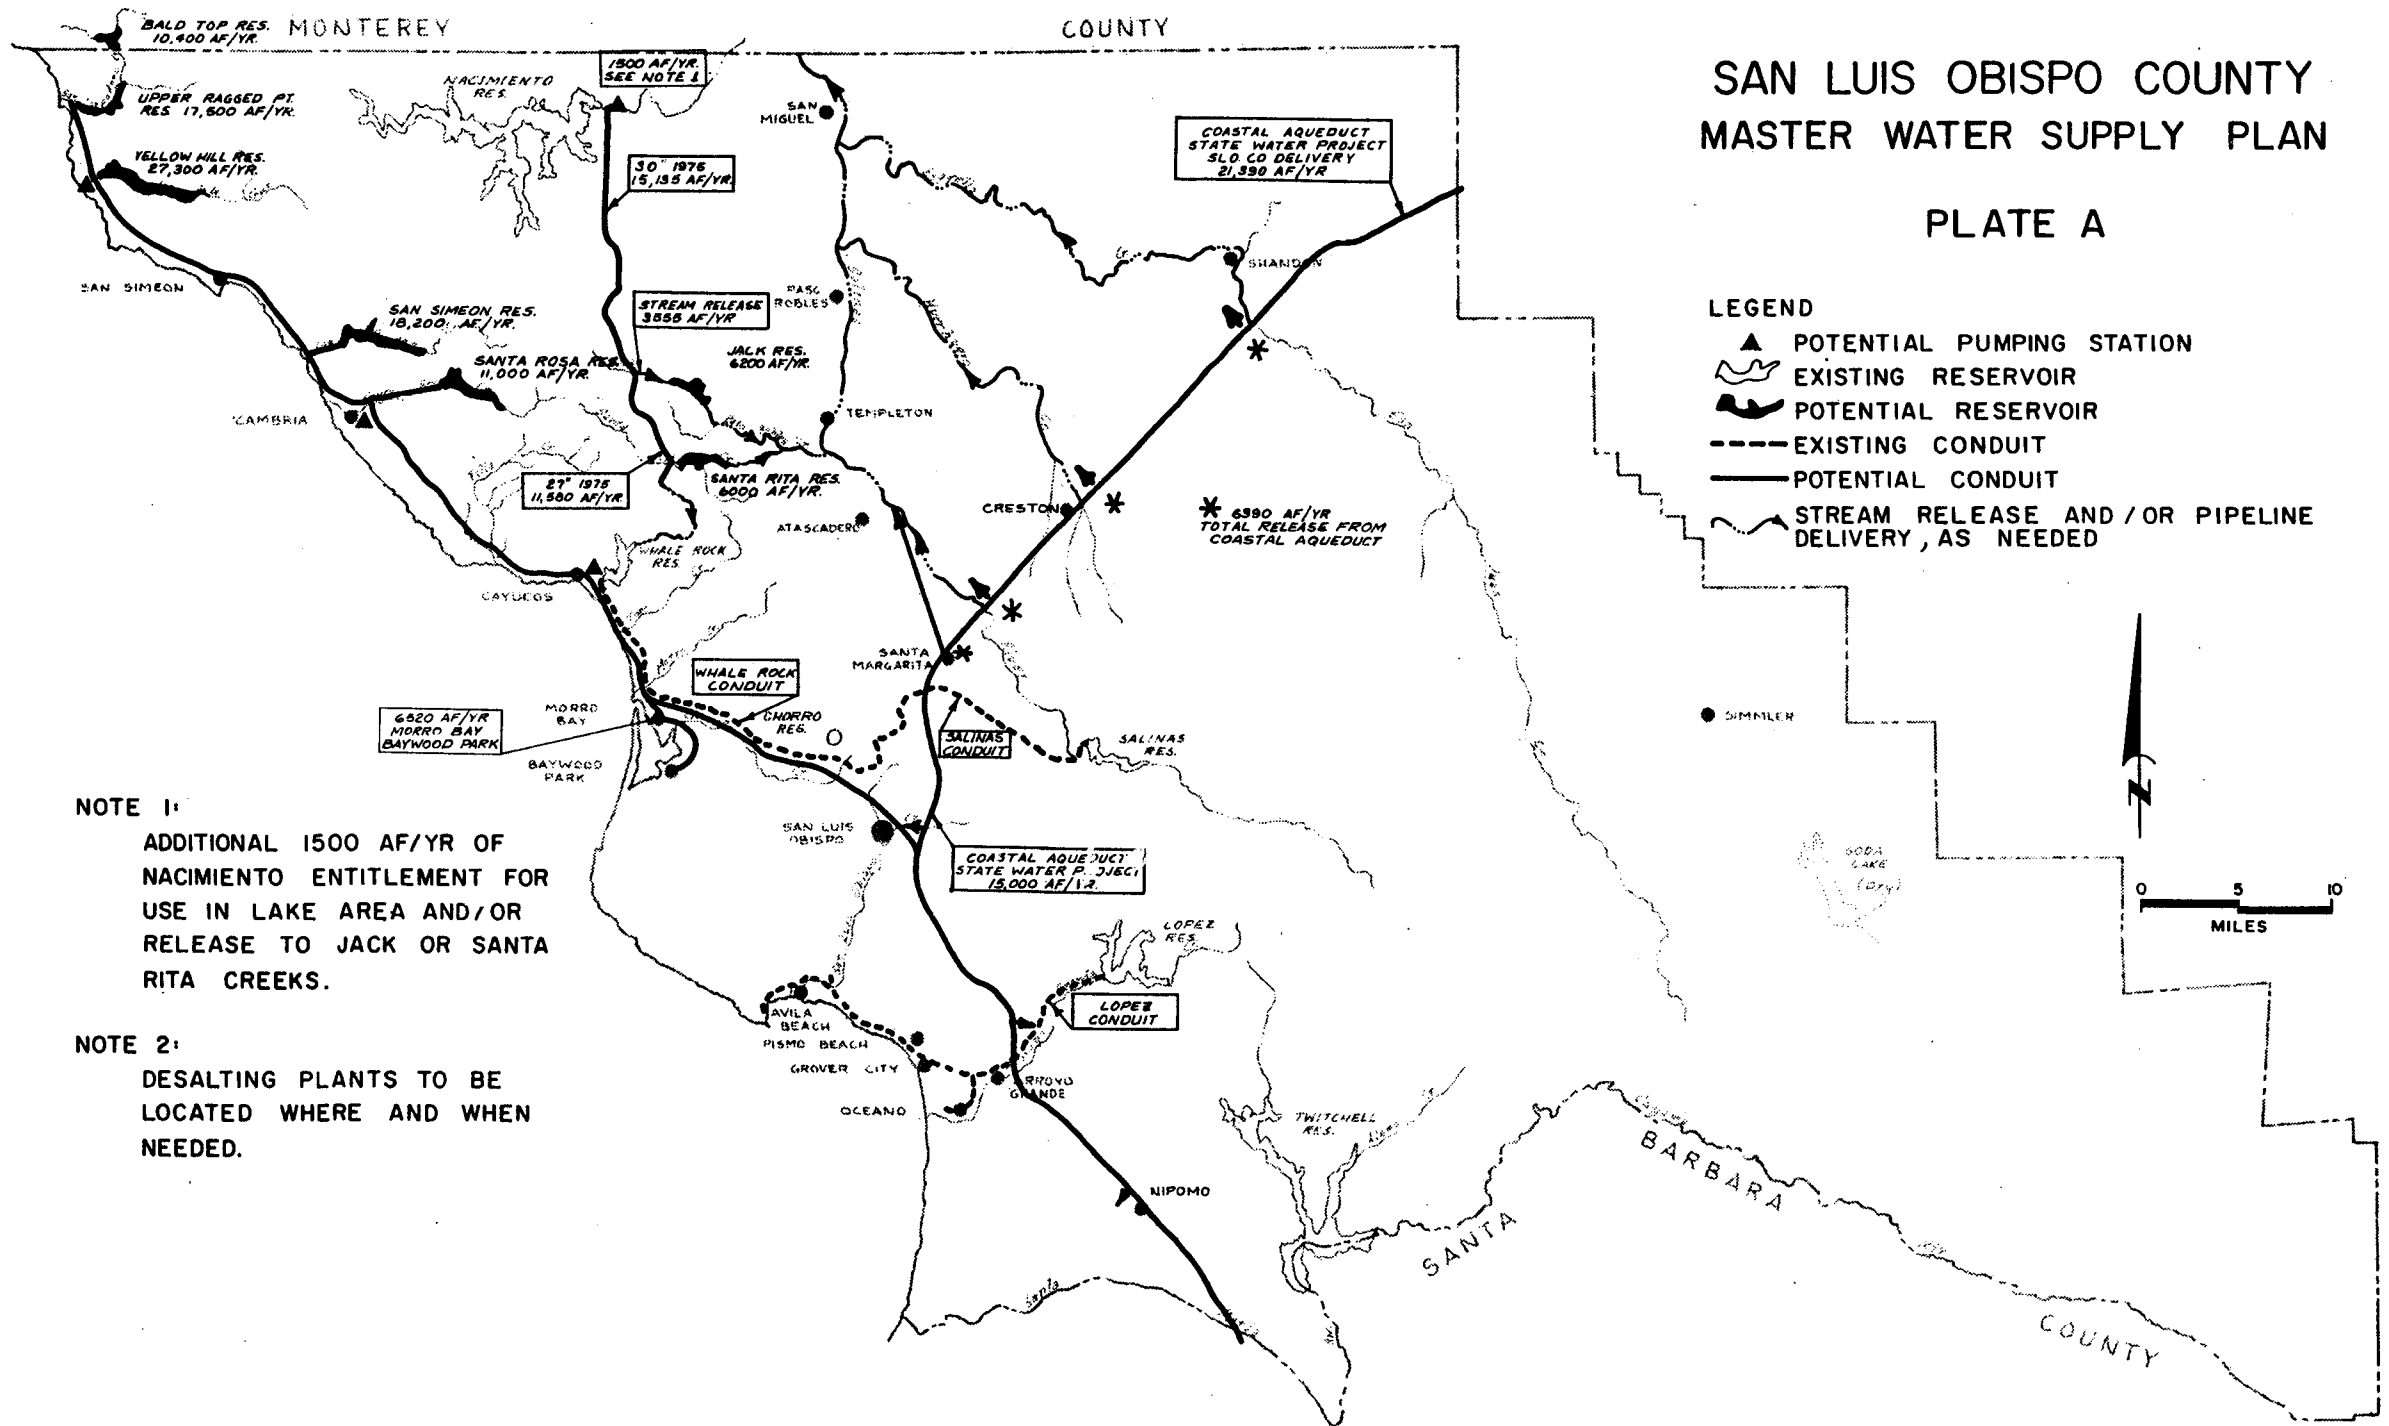 BALD TOP RES.
10,400 AF/YR.
MONTEREY
COUNTY
SAN LUIS OBISPO COUNTY
MASTER WATER SUPPLY PLAN
PLATE A
LEGEND
POTENTIAL PUMPING STATION
EXISTING RESERVOIR
POTENTIAL RESERVOIR
EXISTING CONDUIT
POTENTIAL CONDUIT
STREAM RELEASE AND/OR PIPELINE
DELIVERY, AS NEEDED
1500 AF/YR.
SEE NOTE 1
NACIMIENTO
RES.
UPPER RAGGED PT.
RES. 17,500 AF/YR.
YELLOW HILL RES.
27,300 AF/YR.
SAN
MIGUEL
COASTAL AQUEDUCT
STATE WATER PROJECT
SLO. CO DELIVERY
21,390 AF/YR
30" 1975
15,135 AF/YR.
SHANDON
SAN SIMEON
SAN SIMEON RES.
18,200 AF/YR.
STREAM RELEASE
3555 AF/YR
PASO
ROBLES
JACK RES.
6200 AF/YR.
SANTA ROSA RES.
11,000 AF/YR.
CAMBRIA
TEMPLETON
27" 1975
11,580 AF/YR
SANTA RITA RES.
6000 AF/YR.
ATASCADERO
CRESTON
* 6390 AF/YR
TOTAL RELEASE FROM
COASTAL AQUEDUCT
WHALE ROCK
RES.
CAYUCOS
SANTA
MARGARITA
WHALE ROCK
CONDUIT
MORRO
BAY
CHORRO
RES.
6520 AF/YR
MORRO BAY
BAYWOOD PARK
SALINAS
CONDUIT
SALINAS
RES.
SIMMLER
BAYWOOD
PARK
SAN LUIS
OBISPO
COASTAL AQUEDUCT
STATE WATER PROJECT
15,000 AF/YR.
SODA
LAKE
(Dry)
0 5 10
MILES
N
NOTE 1:
ADDITIONAL 1500 AF/YR OF
NACIMIENTO ENTITLEMENT FOR
USE IN LAKE AREA AND/OR
RELEASE TO JACK OR SANTA
RITA CREEKS.
NOTE 2:
DESALTING PLANTS TO BE
LOCATED WHERE AND WHEN
NEEDED.
LOPEZ
RES.
LOPEZ
CONDUIT
AVILA
BEACH
PISMO BEACH
GROVER CITY
ARROYO
GRANDE
OCEANO
TWITCHELL
RES.
NIPOMO
Santa
SANTA
BARBARA
COUNTY